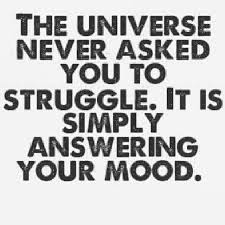 The universe
never asked
you to
struggle. It is
simply
answering
your mood.